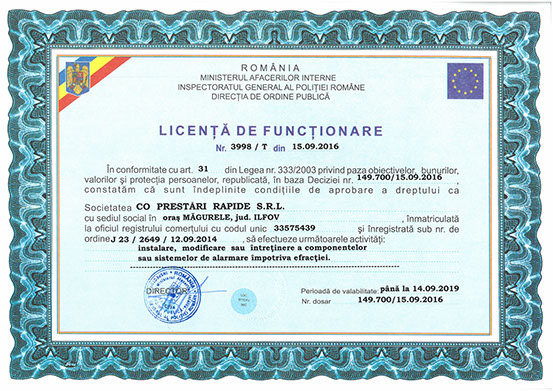 ROMÂNIA
MINISTERUL AFACERILOR INTERNE
INSPECTORATUL GENERAL AL POLIȚIEI ROMÂNE
DIRECȚIA DE ORDINE PUBLICĂ
LICENȚĂ DE FUNCȚIONARE
Nr. 3998 / T din 15.09.2016
În conformitate cu art. 31 din Legea nr. 333/2003 privind paza obiectivelor, bunurilor,
valorilor și protecția persoanelor, republicată, în baza Deciziei nr. 149.700/15.09.2016,
constatăm că sunt îndeplinite condițiile de aprobare a dreptului ca
Societatea CO PRESTĂRI RAPIDE S.R.L.
cu sediul social în oraș MĂGURELE, jud. ILFOV, înmatriculată
la oficiul registrului comerțului cu codul unic 33575439 și înregistrată sub nr. de
ordine J 23 / 2649 / 12.09.2014, să efectueze următoarele activități:
instalare, modificare sau întreținere a componentelor
sau sistemelor de alarmare împotriva efracției.
DIRECTOR
Perioada de valabilitate: până la 14.09.2019
Nr. dosar 149.700/15.09.2016